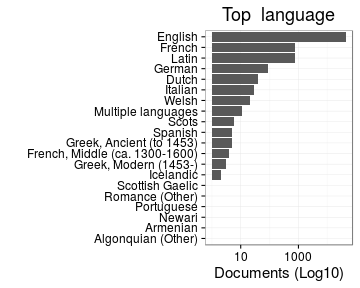 Top language
English
French
Latin
German
Dutch
Italian
Welsh
Multiple languages
Scots
Spanish
Greek, Ancient (to 1453)
French, Middle (ca. 1300-1600)
Greek, Modern (1453-)
Icelandic
Scottish Gaelic
Romance (Other)
Portuguese
Newari
Armenian
Algonquian (Other)
10 1000
Documents (Log10)